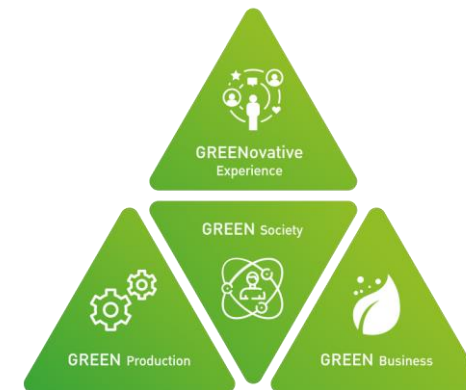 GREENovative
Experience
GREEN Society
GREEN Production
GREEN Business